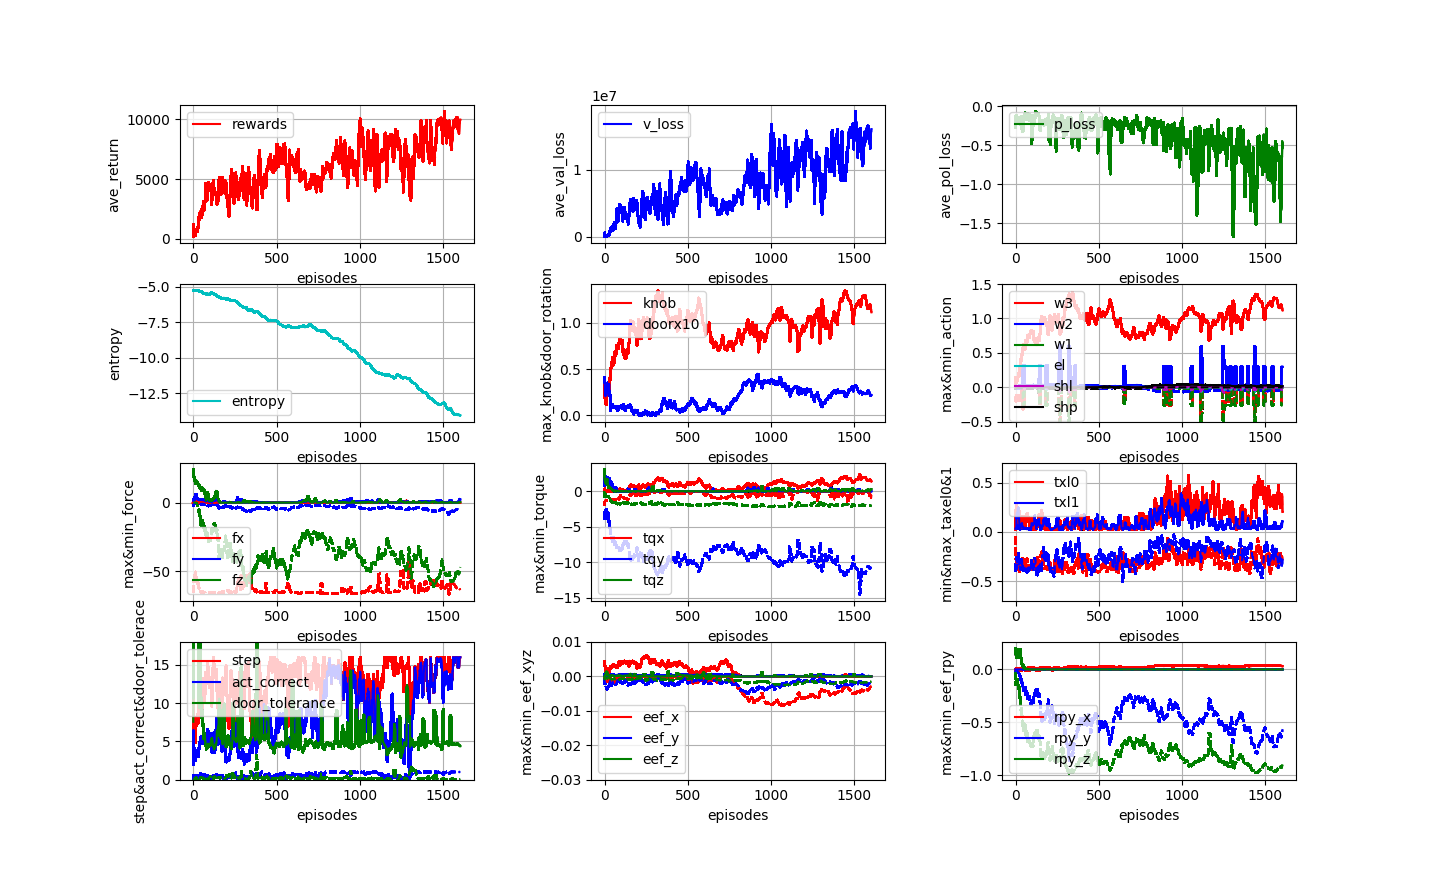 ave_return
10000
5000
0
rewards
0
500
1000
1500
episodes
1e7
ave_val_loss
1
0
v_loss
0
500
1000
1500
episodes
ave_pol_loss
0.0
−0.5
−1.0
−1.5
p_loss
0
500
1000
1500
episodes
entropy
−5.0
−7.5
−10.0
−12.5
entropy
0
500
1000
1500
episodes
max_knob&door_rotation
1.0
0.5
0.0
knob
doorx10
0
500
1000
1500
episodes
max&min_action
1.5
1.0
0.5
0.0
−0.5
w3
w2
w1
el
shl
shp
0
500
1000
1500
episodes
max&min_force
0
−50
fx
fy
fz
0
500
1000
1500
episodes
max&min_torque
0
−5
−10
−15
tqx
tqy
tqz
0
500
1000
1500
episodes
min&max_taxel0&1
0.5
0.0
−0.5
txl0
txl1
0
500
1000
1500
episodes
step&act_correct&door_tolerace
15
10
5
0
step
act_correct
door_tolerance
0
500
1000
1500
episodes
max&min_eef_xyz
0.01
0.00
−0.01
−0.02
−0.03
eef_x
eef_y
eef_z
0
500
1000
1500
episodes
max&min_eef_rpy
0.0
−0.5
−1.0
rpy_x
rpy_y
rpy_z
0
500
1000
1500
episodes